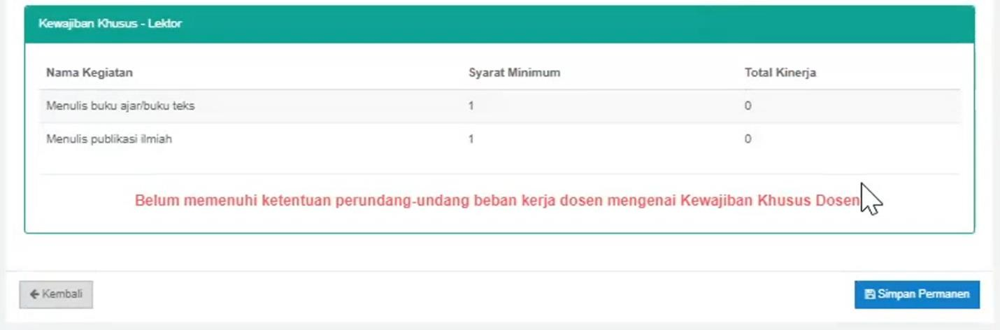 Kewajiban Khusus - Lektor
Nama Kegiatan Syarat Minimum Total Kinerja
Menulis buku ajar/buku teks 1 0
Menulis publikasi ilmiah 1 0
Belum memenuhi ketentuan perundang-undang beban kerja dosen mengenai Kewajiban Khusus Dosen
Kembali Simpan Permanen